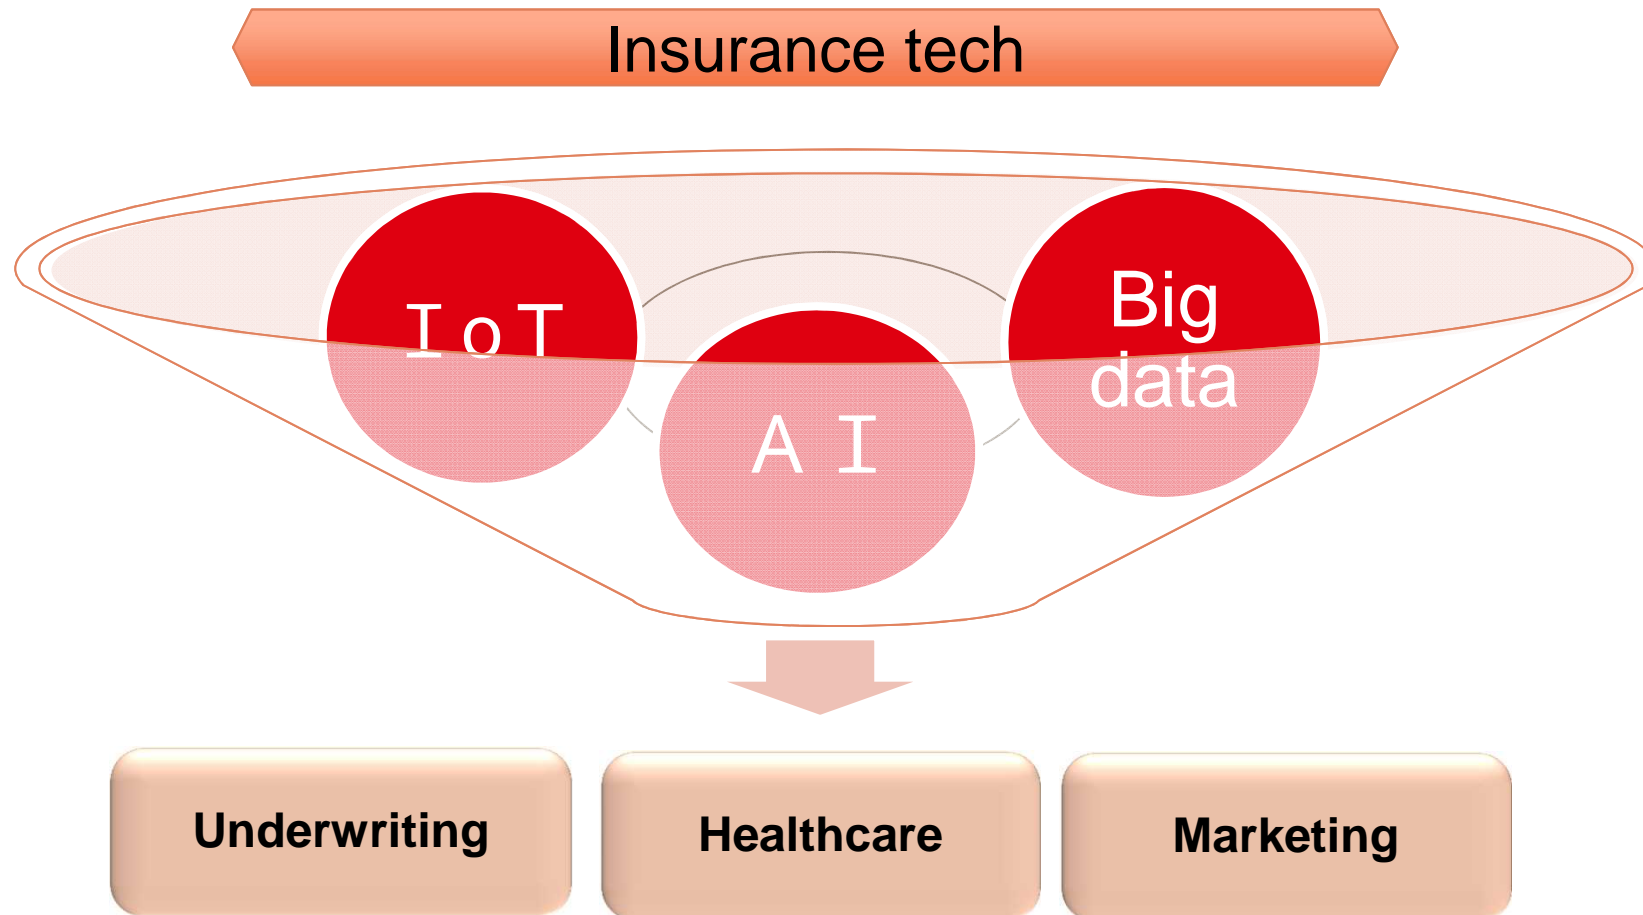 Insurance tech
IoT
AI
Big
data
Underwriting
Healthcare
Marketing